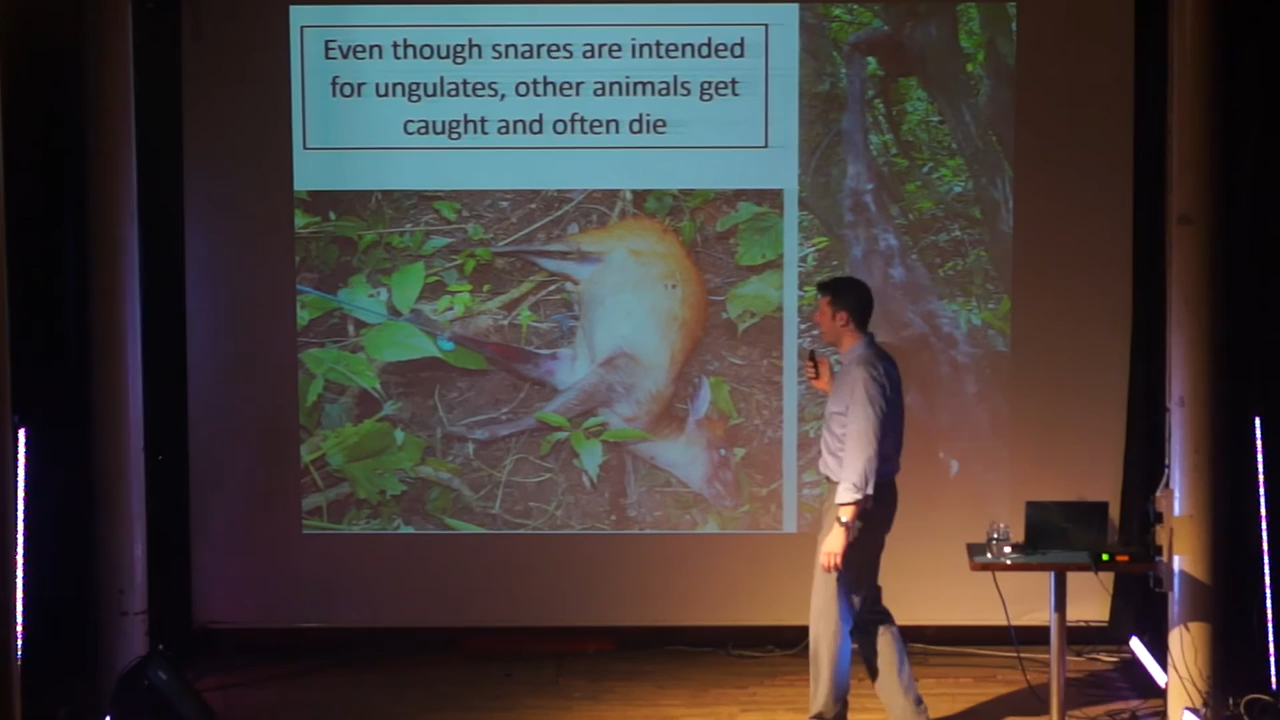 Even though snares are intended
for ungulates, other animals get
caught and often die